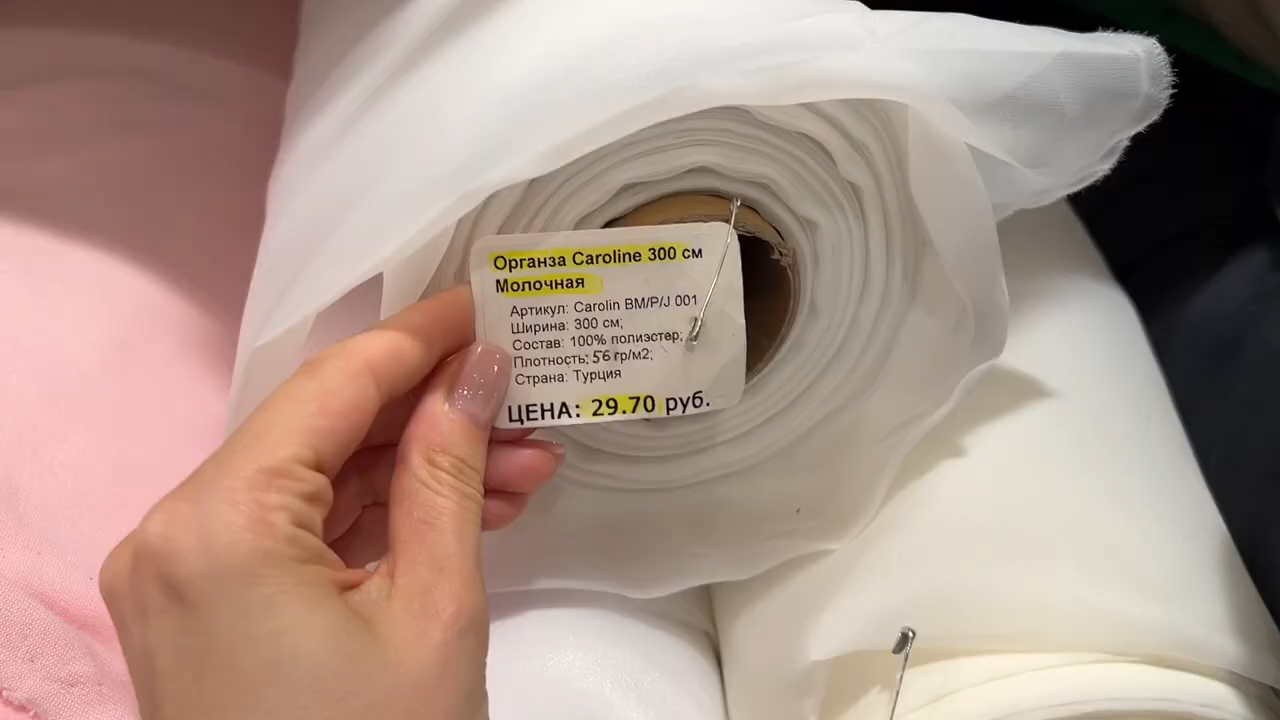 Органза Caroline 300 см
Молочная
Артикул: Carolin BM/P/J 001
Ширина: 300 см;
Состав: 100% полиэстер;
Плотность: 56 гр/м2;
Страна: Турция
ЦЕНА: 29.70 руб.